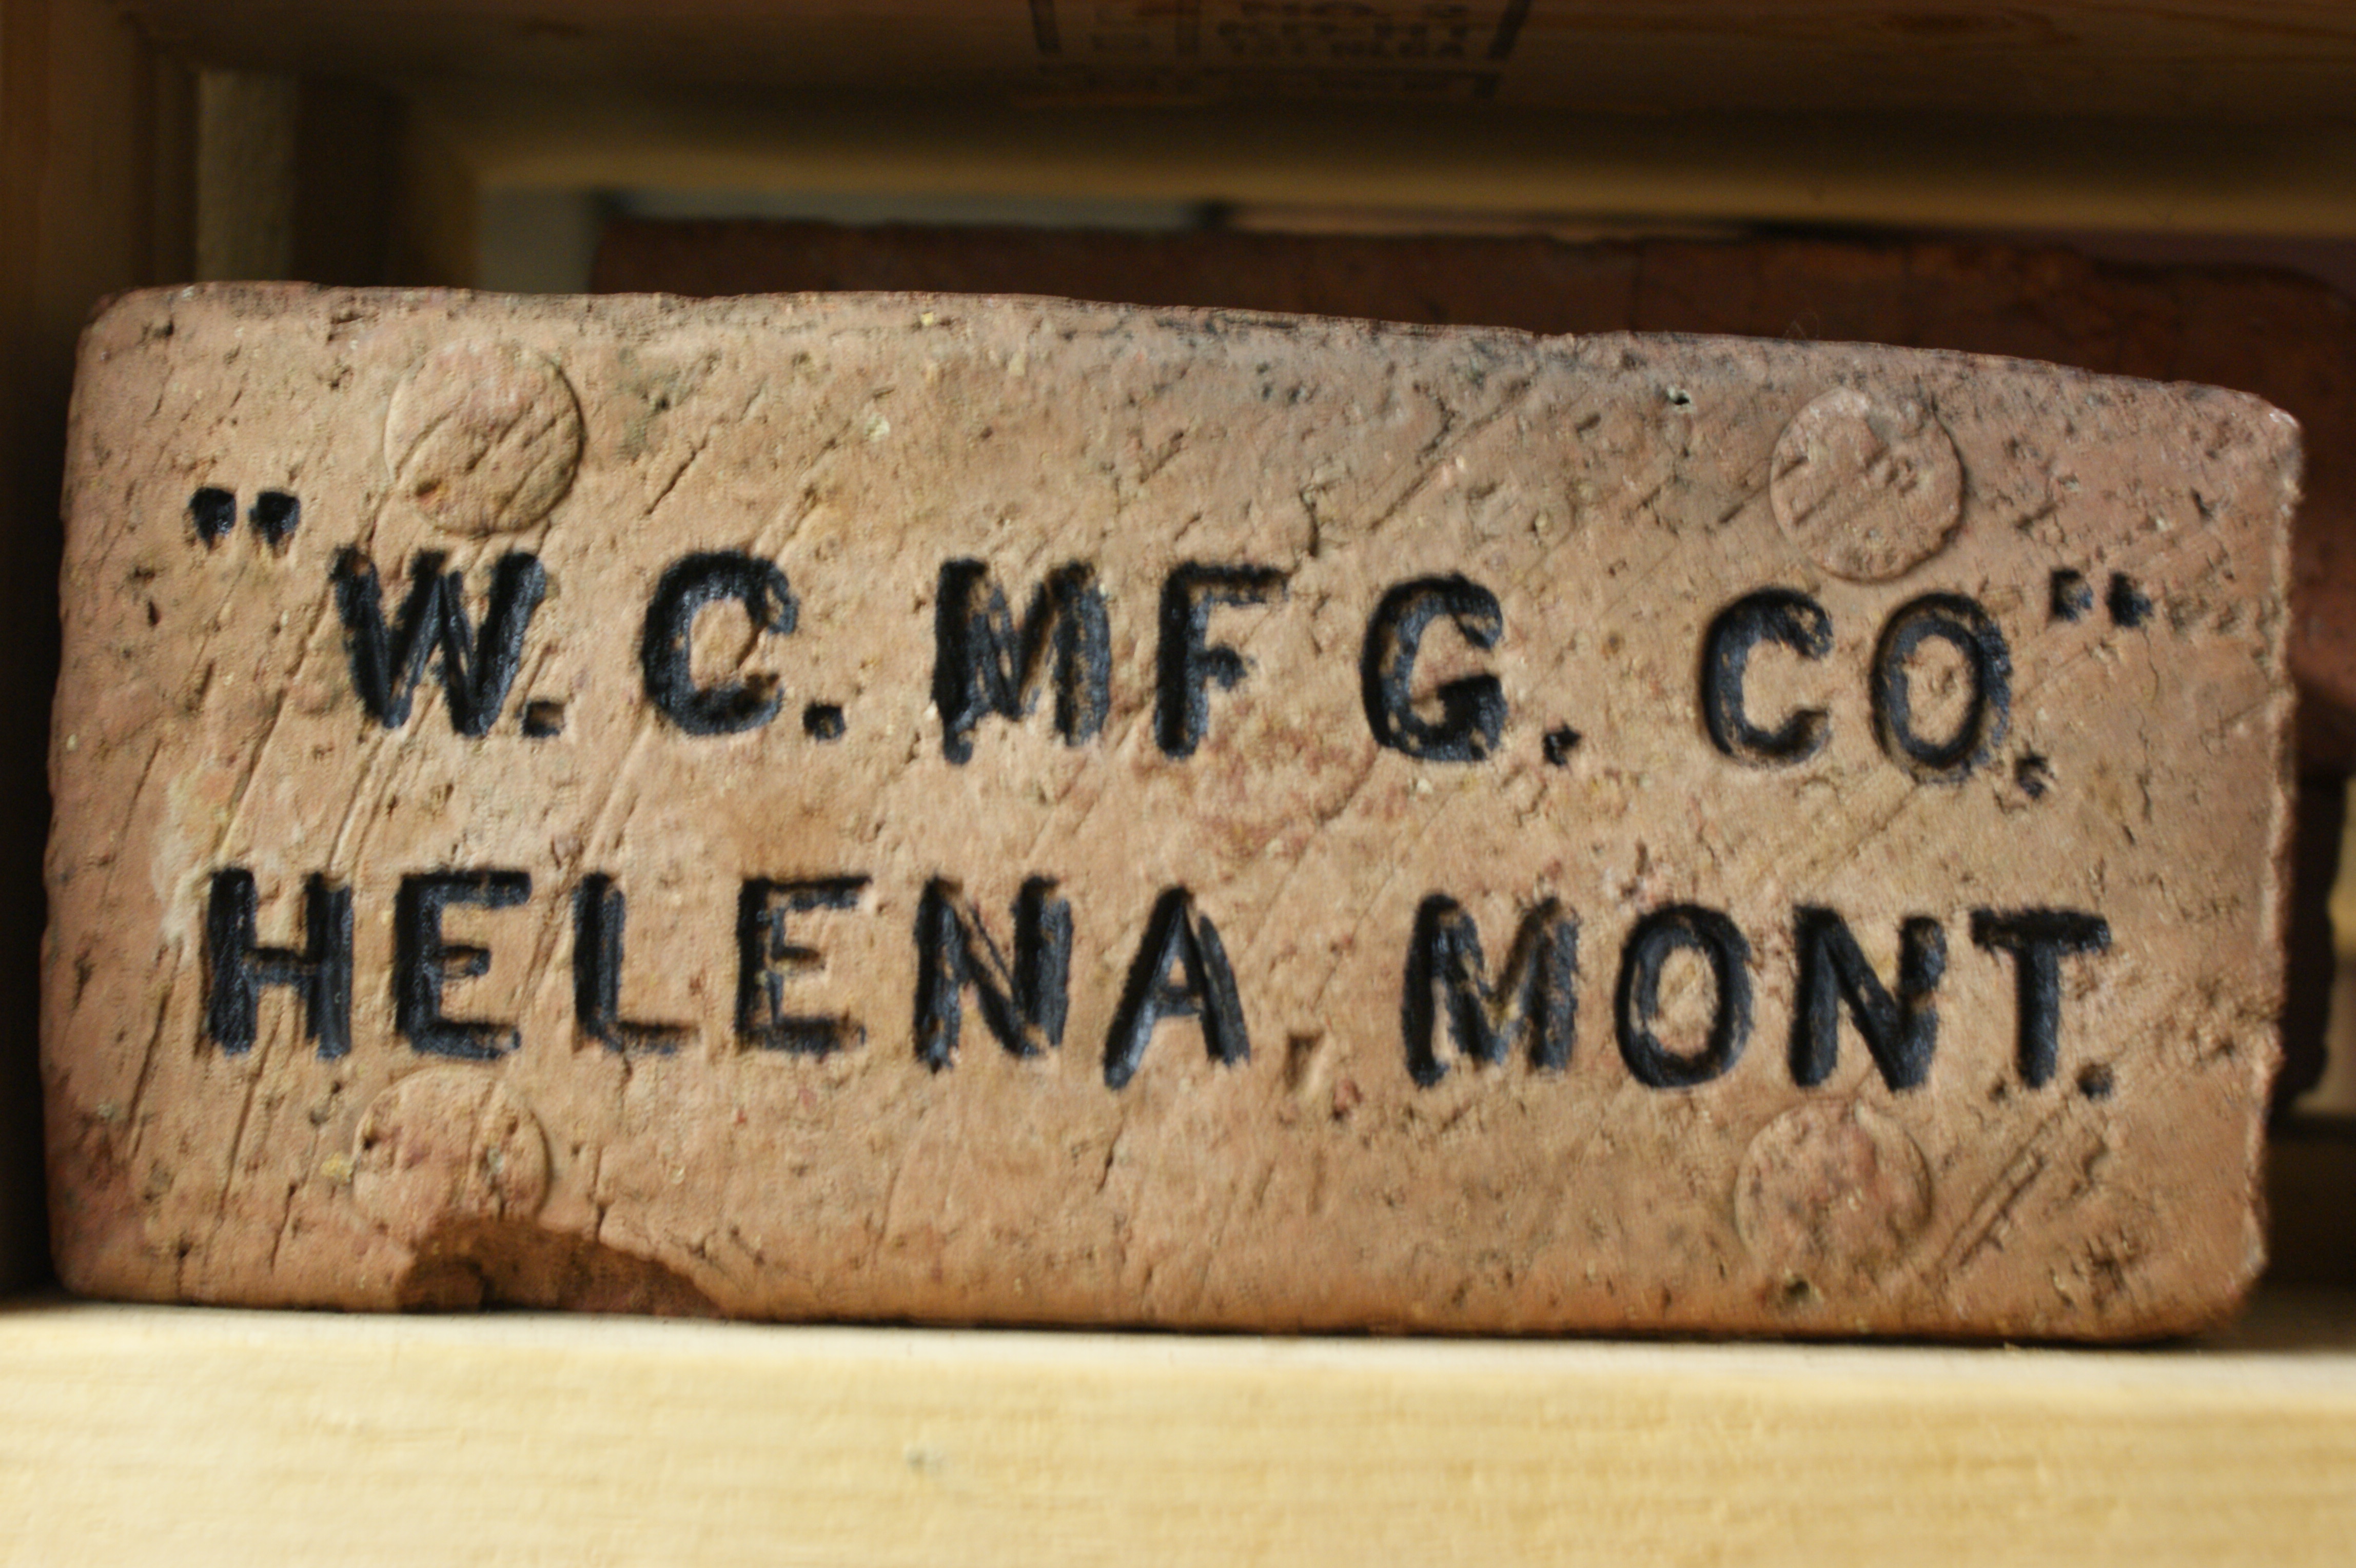 "W. C. MFG. CO."
HELENA, MONT.